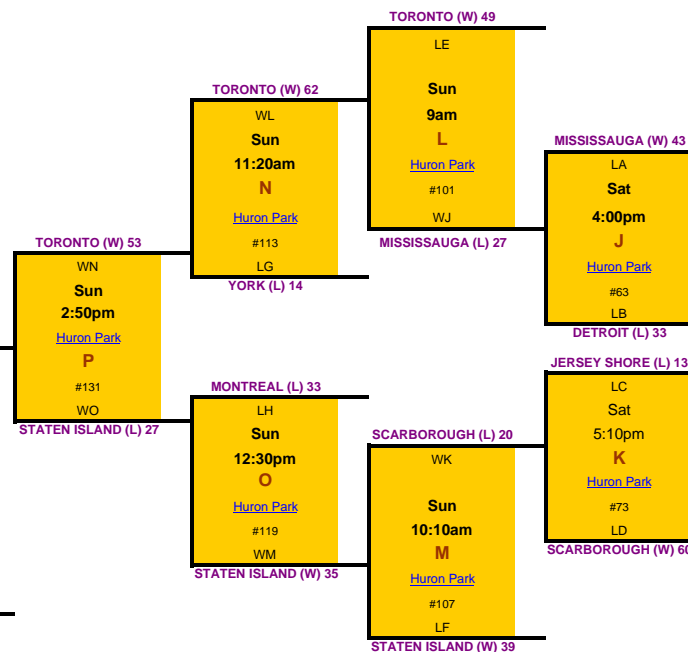 TORONTO (W) 49
LE
Sun
9am
L
Huron Park
#101
WJ
MISSISSAUGA (L) 27
TORONTO (W) 62
WL
Sun
11:20am
N
Huron Park
#113
LG
YORK (L) 14
MISSISSAUGA (W) 43
LA
Sat
4:00pm
J
Huron Park
#63
LB
DETROIT (L) 33
TORONTO (W) 53
WN
Sun
2:50pm
Huron Park
P
#131
WO
STATEN ISLAND (L) 27
MONTREAL (L) 33
LH
Sun
12:30pm
O
Huron Park
#119
WM
STATEN ISLAND (W) 35
SCARBOROUGH (L) 20
WK
Sun
10:10am
M
Huron Park
#107
LF
STATEN ISLAND (W) 39
JERSEY SHORE (L) 13
LC
Sat
5:10pm
K
Huron Park
#73
LD
SCARBOROUGH (W) 60